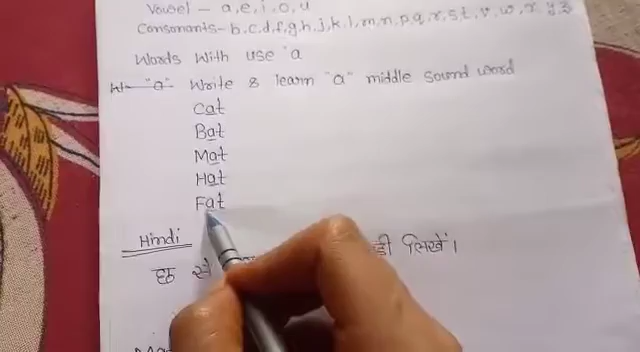 Vowel - a, e, i, o, u
Consonants - b, c, d, f, g, h, j, k, l, m, n, p, q, r, s, t, v, w, x, y, z
Words with use "a
"a" Write & learn "a" middle sound word
Cat
Bat
Mat
Hat
Fat
Hindi
छ से लिखें।